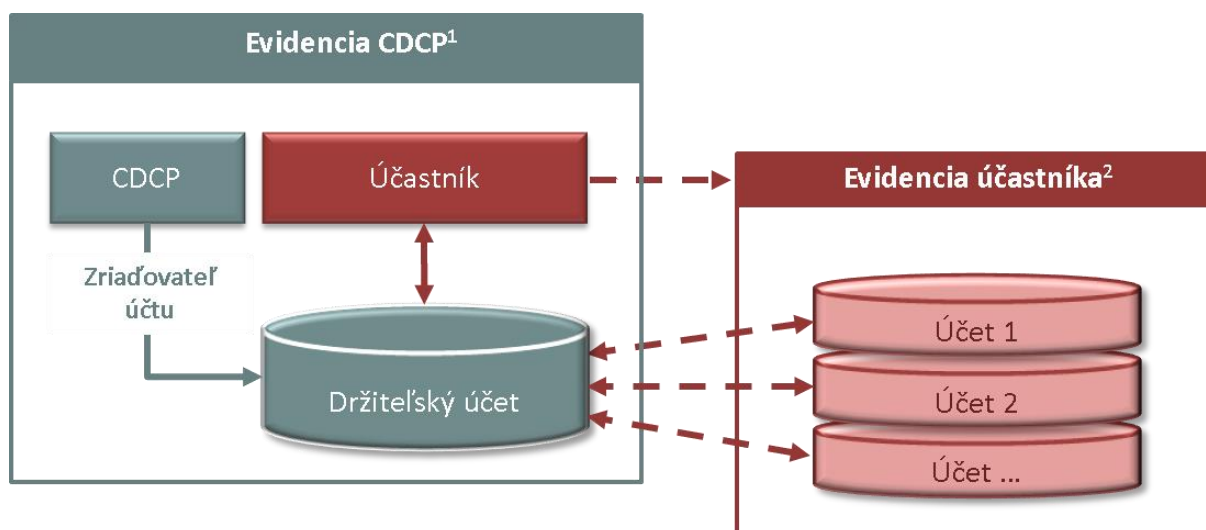 Evidencia CDCP¹
CDCP
Účastník
Evidencia účastníka²
Zriaďovateľ
účtu
Držiteľský účet
Účet 1
Účet 2
Účet ...